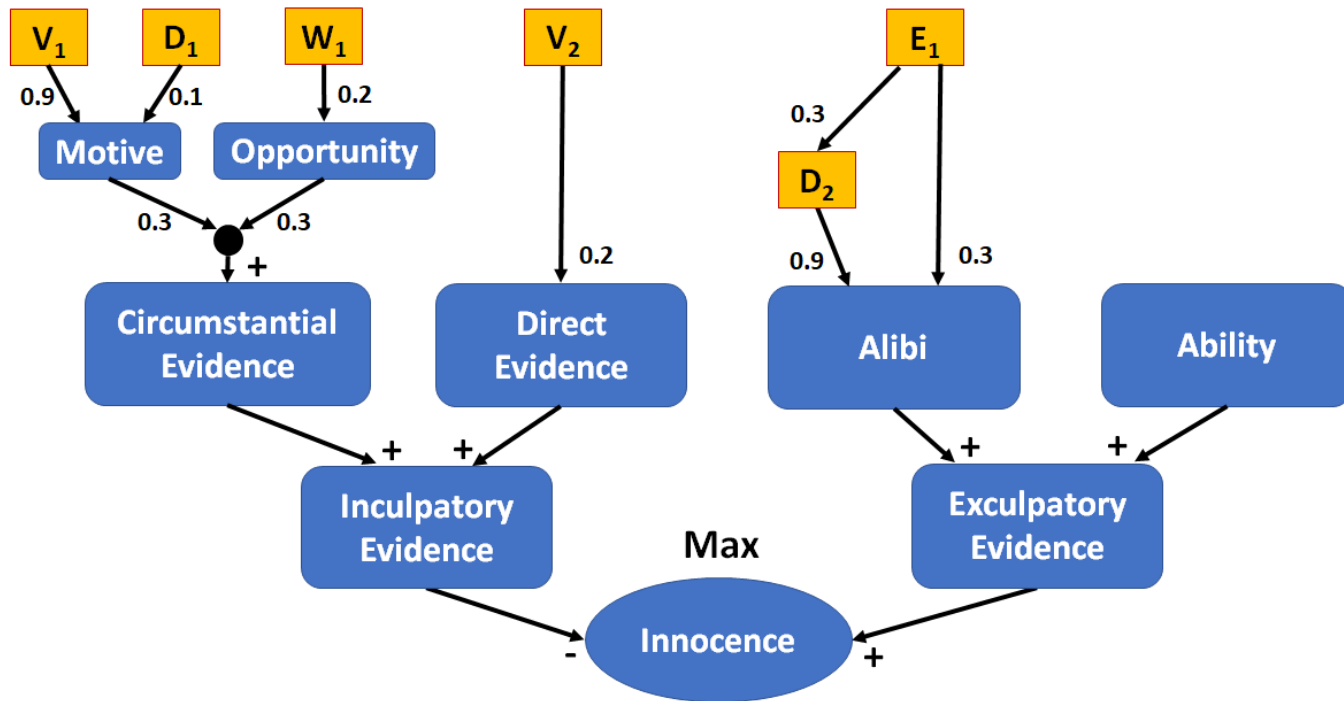 V1 D1 W1 V2 E1
0.9 0.1 0.2
0.3
Motive Opportunity
D2
0.3 0.3
0.2 0.9 0.3
+
Circumstantial
Evidence
Direct
Evidence
Alibi
Ability
+ + + +
Inculpatory
Evidence
Exculpatory
Evidence
Max
Innocence
- +